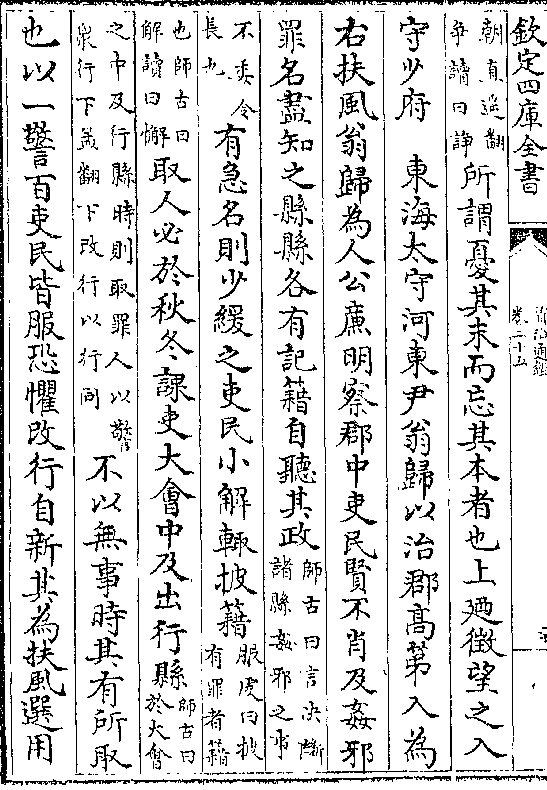 欽定四庫全書
資治通鑑
卷二十五
朝直遥翻
爭讀曰諍
所謂憂其末而忘其本者也上廼徵望之入
守少府　東海太守河東尹翁歸以治郡髙第入為
右扶風翁歸為人公亷明察郡中吏民賢不肖及姦邪
罪名盡知之縣縣各有記籍自聽其政
師古曰言决斷
諸縣姦邪之事
不委令
長也
有急名則少緩之吏民小解輙披籍
服䖍曰披
有罪者籍
也師古曰
解讀曰懈
取人必於秋冬課吏大㑹中及出行縣
師古曰
於大㑹
之中及行縣時則取罪人以警
衆行下孟翻下改行以行同
不以無事時其有所取
也以一警百吏民皆服恐懼改行自新其為扶風選用